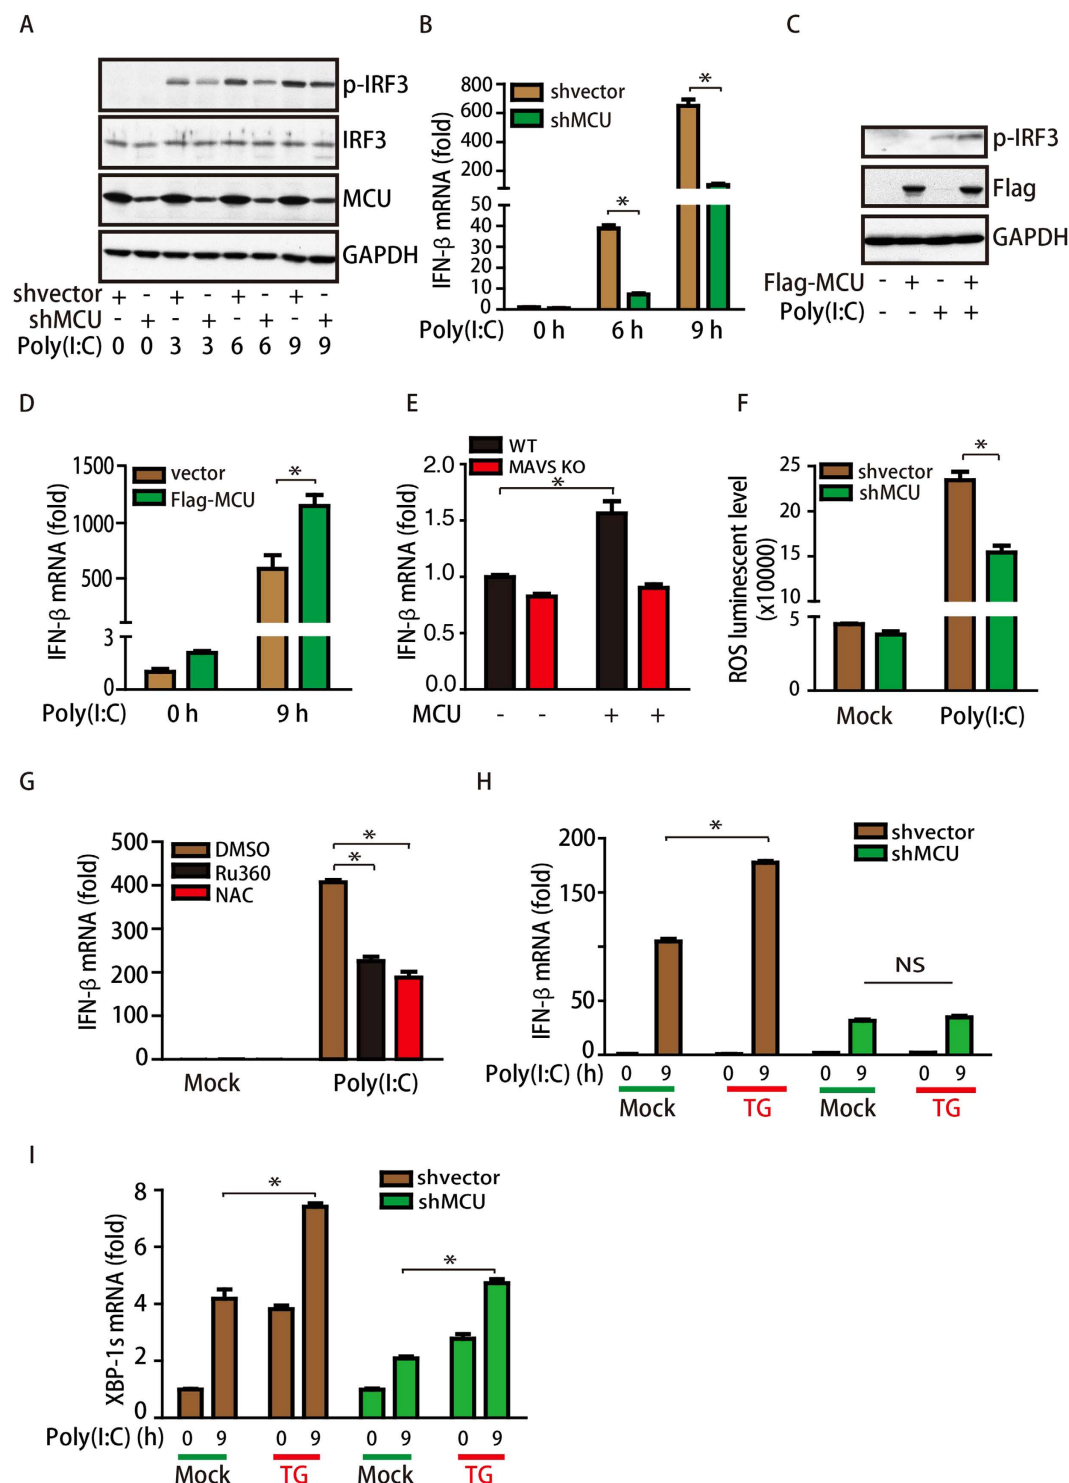 A
p-IRF3
IRF3
MCU
GAPDH
shvector + - + - + - + -
shMCU - + - + - + - +
Poly(I:C) 0 0 3 3 6 6 9 9
B
shvector
shMCU
IFN-β mRNA (fold)
800
600
400
200
50
40
30
20
10
0
*
*
Poly(I:C) 0 h 6 h 9 h
C
p-IRF3
Flag
GAPDH
Flag-MCU - + - +
Poly(I:C) - - + +
D
vector
Flag-MCU
IFN-β mRNA (fold)
1500
1000
500
3
0
*
Poly(I:C) 0 h 9 h
E
WT
MAVS KO
IFN-β mRNA (fold)
2.0
1.5
1.0
0.5
0.0
*
MCU - - + +
F
shvector
shMCU
ROS luminescent level
(x10000)
25
20
15
10
5
0
*
Mock Poly(I:C)
G
DMSO
Ru360
NAC
IFN-β mRNA (fold)
500
400
300
200
100
0
*
*
Mock Poly(I:C)
H
shvector
shMCU
IFN-β mRNA (fold)
200
150
50
0
*
NS
Poly(I:C) (h) 0 9 0 9 0 9 0 9
Mock TG Mock TG
I
shvector
shMCU
XBP-1s mRNA (fold)
8
6
4
2
0
*
*
Poly(I:C) (h) 0 9 0 9 0 9 0 9
Mock TG Mock TG